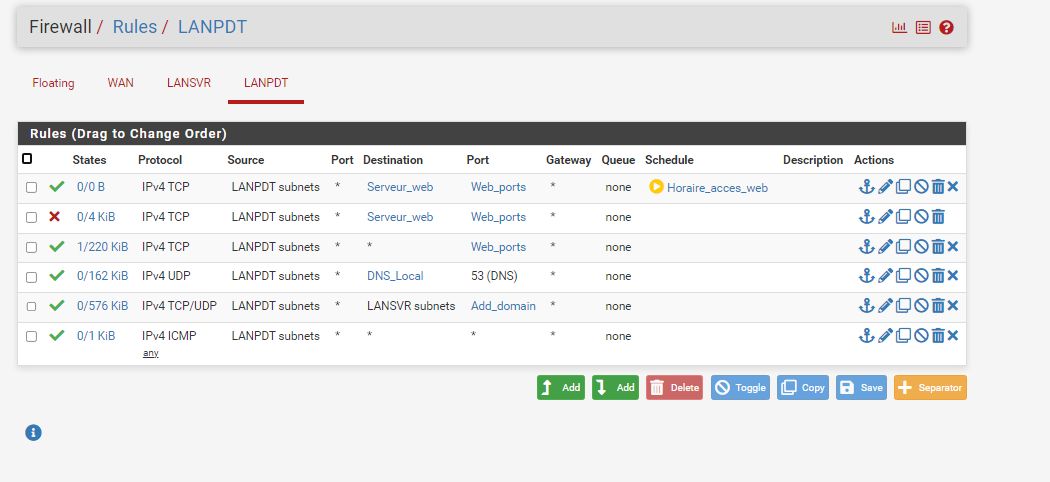 Firewall / Rules / LANPDT
Floating WAN LANSVR LANPDT
Rules (Drag to Change Order)
States Protocol Source Port Destination Port Gateway Queue Schedule Description Actions
0/0 B IPv4 TCP LANPDT subnets * Serveur_web Web_ports * none Horaire_acces_web
0/4 KiB IPv4 TCP LANPDT subnets * Serveur_web Web_ports * none
1/220 KiB IPv4 TCP LANPDT subnets * * Web_ports * none
0/162 KiB IPv4 UDP LANPDT subnets * DNS_Local 53 (DNS) * none
0/576 KiB IPv4 TCP/UDP LANPDT subnets * LANSVR subnets Add_domain * none
0/1 KiB IPv4 ICMP LANPDT subnets * * * * none
any
Add Add Delete Toggle Copy Save Separator